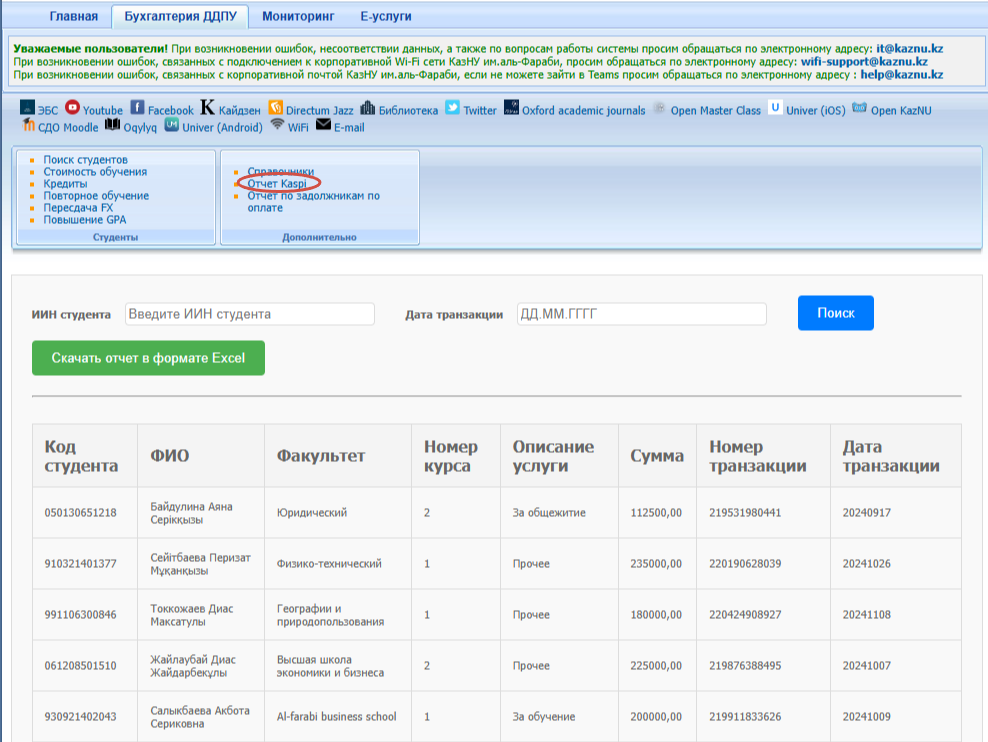 Главная Бухгалтерия ДДПУ Мониторинг Е-услуги
Уважаемые пользователи! При возникновении ошибок, несоответствии данных, а также по вопросам работы системы просим обращаться по электронному адресу: it@kaznu.kz
При возникновении ошибок, связанных с подключением к корпоративной Wi-Fi сети КазНУ им.аль-Фараби, просим обращаться по электронному адресу: wifi-support@kaznu.kz
При возникновении ошибок, связанных с корпоративной почтой КазНУ им.аль-Фараби, если не можете зайти в Teams просим обращаться по электронному адресу : help@kaznu.kz
ЭБС Youtube Facebook Кайдзен Directum Jazz Библиотека Twitter Oxford academic journals Open Master Class Univer (iOS) Open KazNU
СДО Moodle Oqylyq Univer (Android) WiFi E-mail
Поиск студентов
Стоимость обучения
Кредиты
Повторное обучение
Пересдача FX
Повышение GPA
Студенты
Справочники
Отчет Kaspi
Отчет по задолжникам по
оплате
Дополнительно
ИИН студента Введите ИИН студента Дата транзакции ДД.ММ.ГГГГ Поиск
Скачать отчет в формате Excel
Код студента ФИО Факультет Номер курса Описание услуги Сумма Номер транзакции Дата транзакции
050130651218 Байдулина Аяна Серікқызы Юридический 2 За общежитие 112500,00 219531980441 20240917
910321401377 Сейітбаева Перизат Мұқанқызы Физико-технический 1 Прочее 235000,00 220190628039 20241026
991106300846 Токкожаев Диас Максатулы Географии и природопользования 1 Прочее 180000,00 220424908927 20241108
061208501510 Жайлаубай Диас Жайдарбекұлы Высшая школа экономики и бизнеса 2 Прочее 225000,00 219876388495 20241007
930921402043 Салыкбаева Акбота Сериковна Al-farabi business school 1 За обучение 200000,00 219911833626 20241009